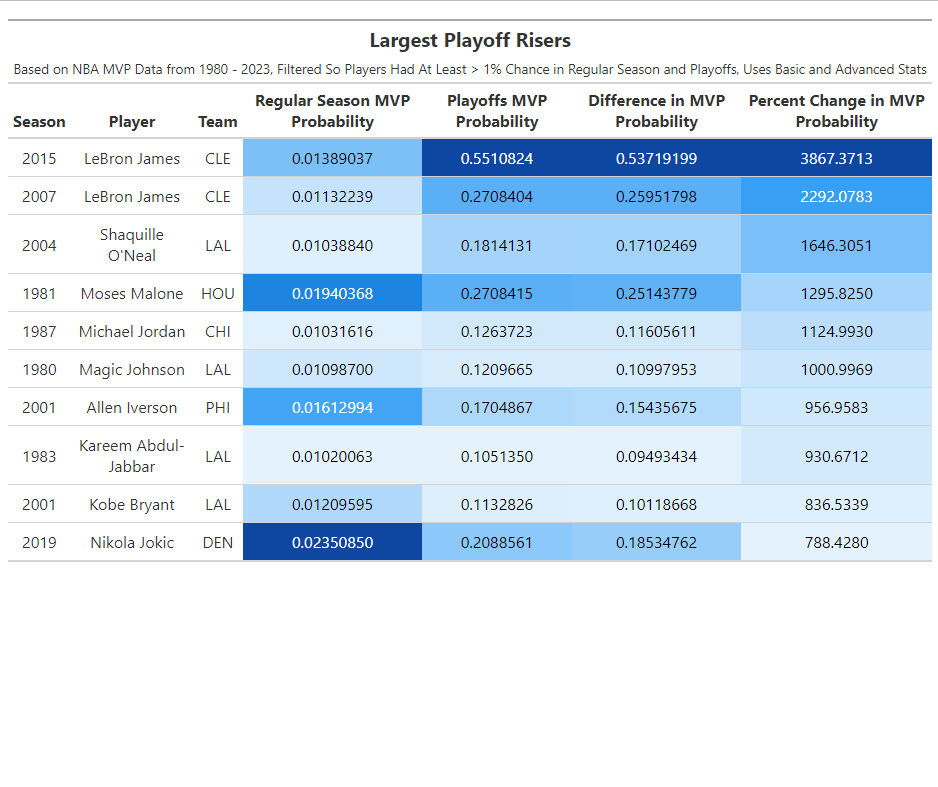 Largest Playoff Risers
Based on NBA MVP Data from 1980 - 2023, Filtered So Players Had At Least > 1% Chance in Regular Season and Playoffs, Uses Basic and Advanced Stats
Season Player Team Regular Season MVP Probability Playoffs MVP Probability Difference in MVP Probability Percent Change in MVP Probability
2015 LeBron James CLE 0.01389037 0.5510824 0.53719199 3867.3713
2007 LeBron James CLE 0.01132239 0.2708404 0.25951798 2292.0783
2004 Shaquille O'Neal LAL 0.01038840 0.1814131 0.17102469 1646.3051
1981 Moses Malone HOU 0.01940368 0.2708415 0.25143779 1295.8250
1987 Michael Jordan CHI 0.01031616 0.1263723 0.11605611 1124.9930
1980 Magic Johnson LAL 0.01098700 0.1209665 0.10997953 1000.9969
2001 Allen Iverson PHI 0.01612994 0.1704867 0.15435675 956.9583
1983 Kareem Abdul-Jabbar LAL 0.01020063 0.1051350 0.09493434 930.6712
2001 Kobe Bryant LAL 0.01209595 0.1132826 0.10118668 836.5339
2019 Nikola Jokic DEN 0.02350850 0.2088561 0.18534762 788.4280